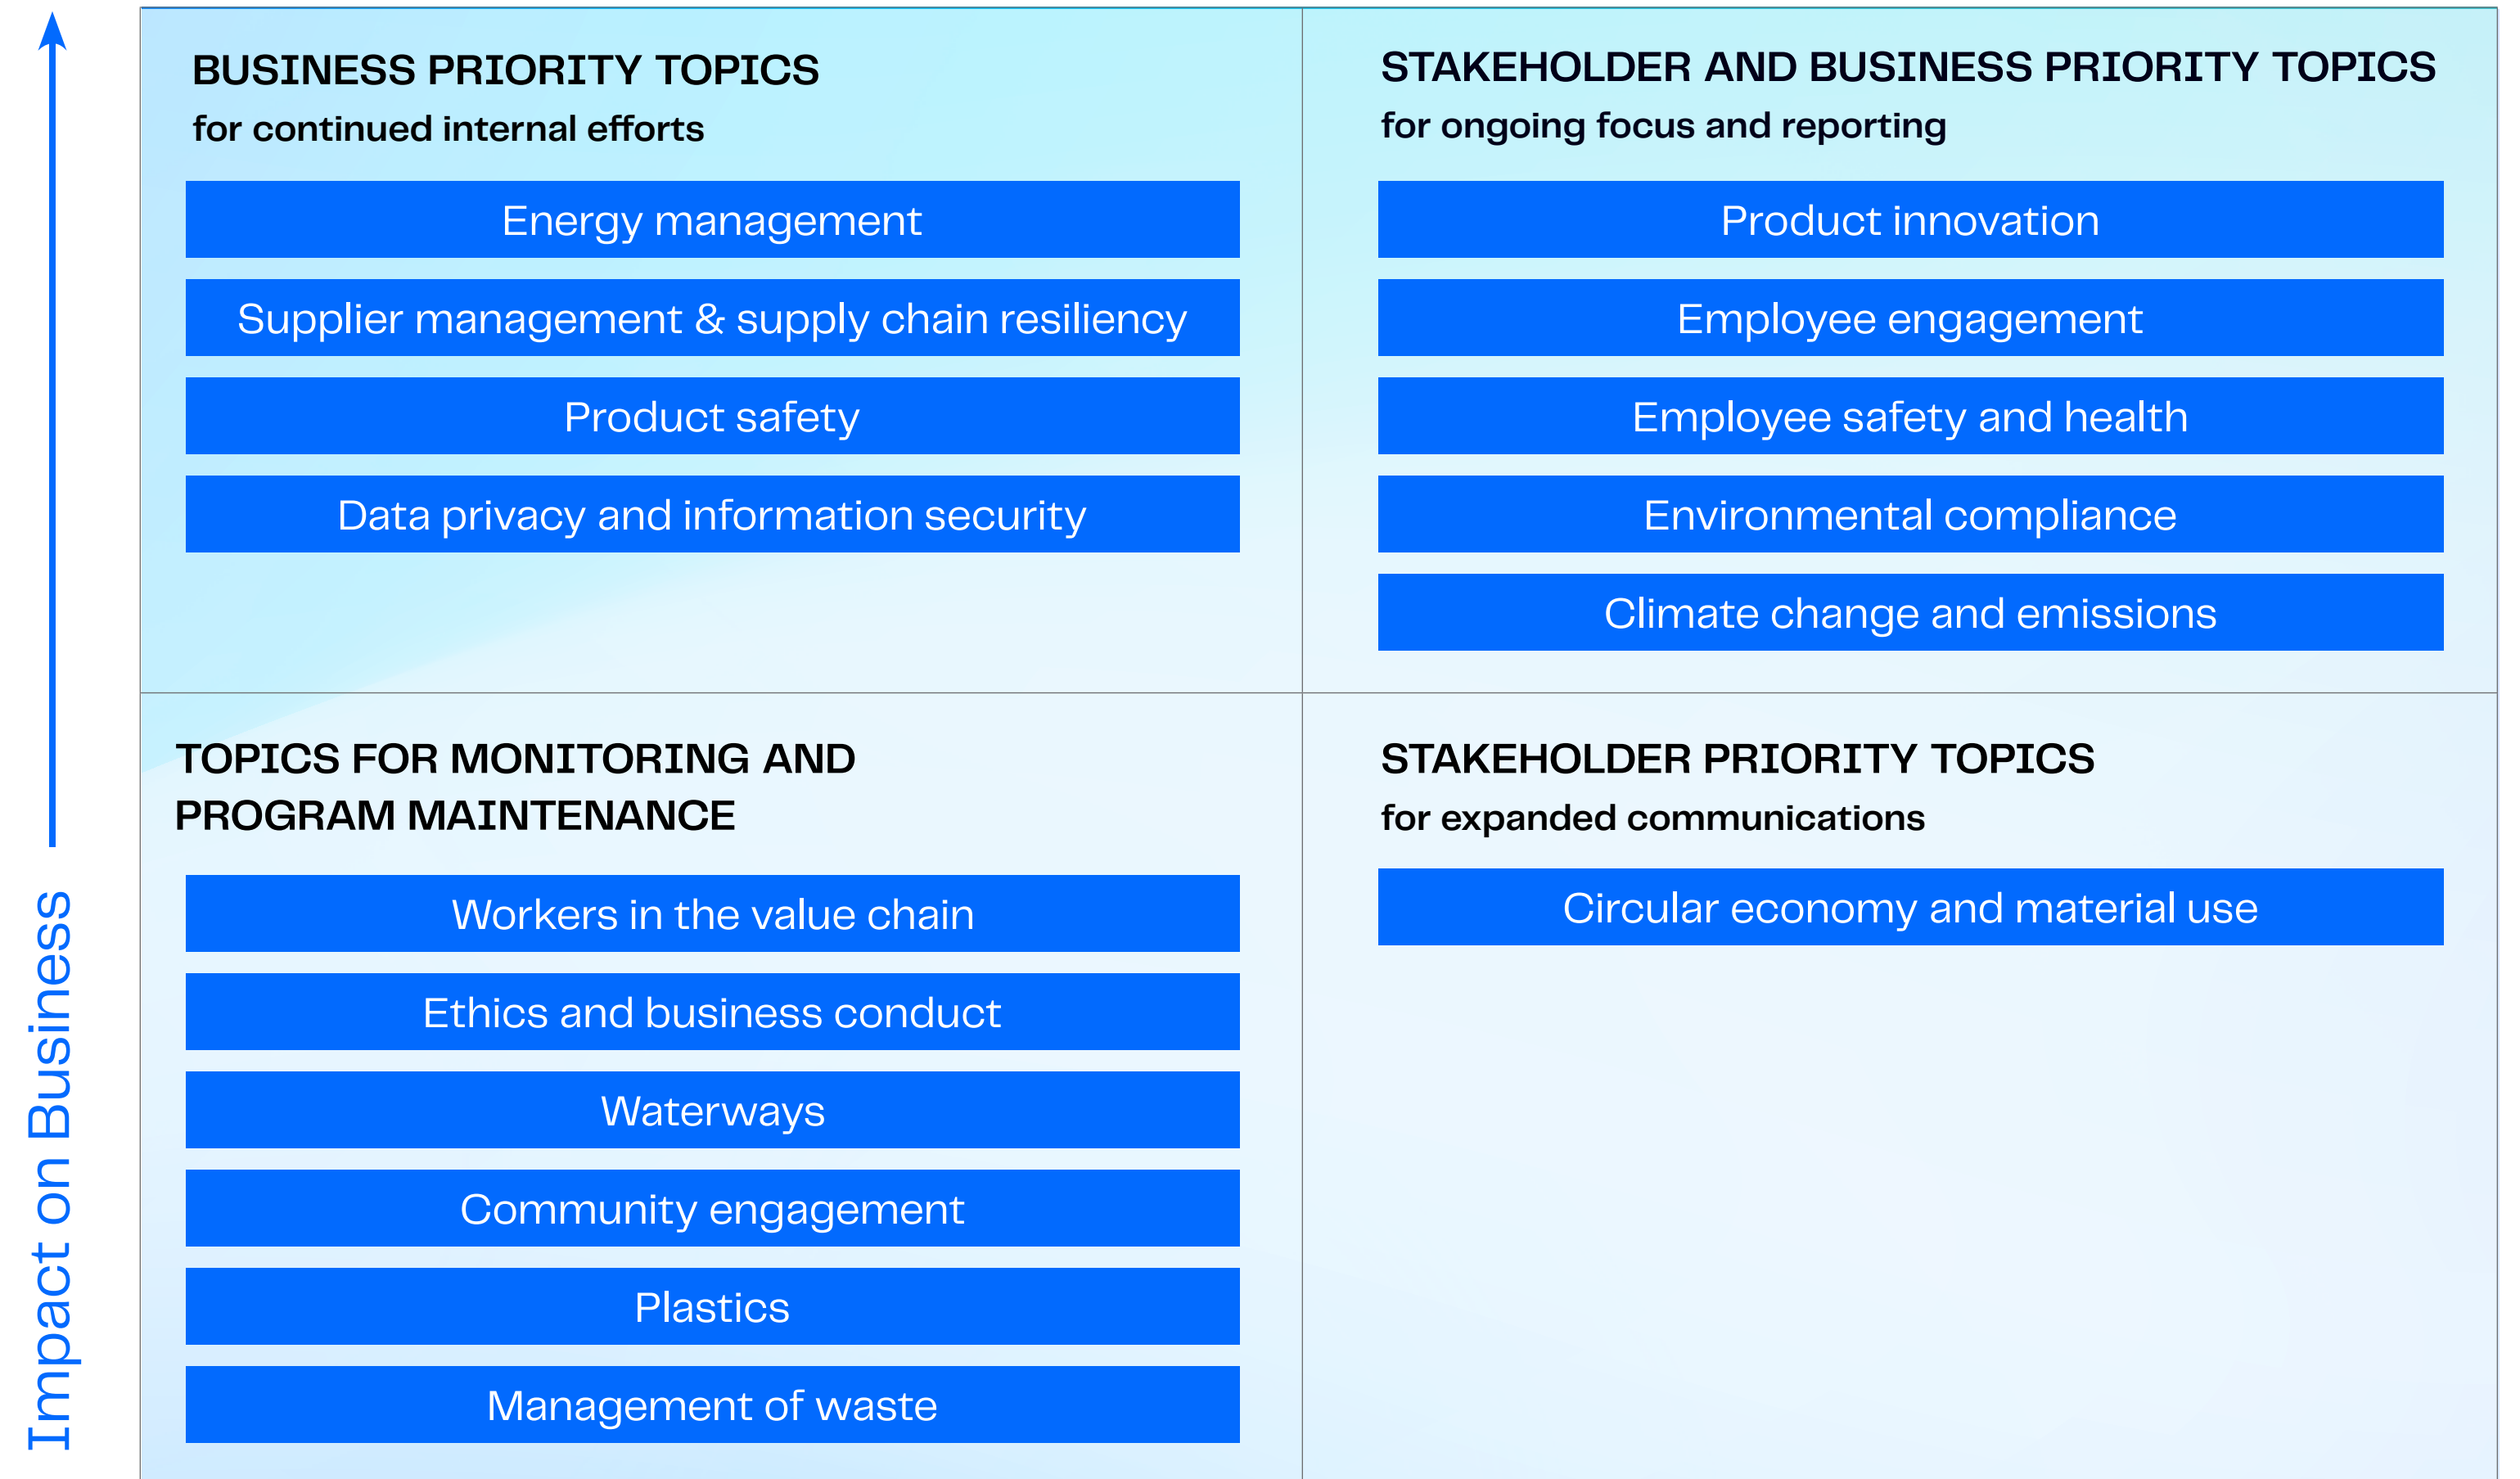 BUSINESS PRIORITY TOPICS
for continued internal efforts
Energy management
Supplier management & supply chain resiliency
Product safety
Data privacy and information security
STAKEHOLDER AND BUSINESS PRIORITY TOPICS
for ongoing focus and reporting
Product innovation
Employee engagement
Employee safety and health
Environmental compliance
Climate change and emissions
TOPICS FOR MONITORING AND
PROGRAM MAINTENANCE
Workers in the value chain
Ethics and business conduct
Waterways
Community engagement
Plastics
Management of waste
STAKEHOLDER PRIORITY TOPICS
for expanded communications
Circular economy and material use
Impact on Business